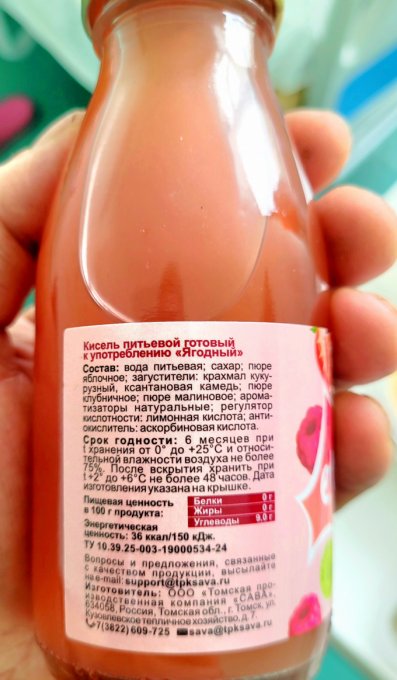 Кисель питьевой готовый
к употреблению «Ягодный»
Состав: вода питьевая; сахар; пюре
яблочное; загустители: крахмал куку-
рузный, ксантановая камедь; пюре
клубничное; пюре малиновое; арома-
тизаторы натуральные; регулятор
кислотности: лимонная кислота; анти-
окислитель: аскорбиновая кислота.
Срок годности: 6 месяцев при
t хранения от 0° до +25°С и относи-
тельной влажности воздуха не более
75%. После вскрытия хранить при
t +2° до +6°С не более 48 часов. Дата
изготовления указана на крышке.
Пищевая ценность
в 100 г продукта:
Белки 0 г
Жиры 0 г
Углеводы 9,0 г
Энергетическая
ценность: 36 ккал/150 кДж.
ТУ 10.39.25-003-19000534-24
Вопросы и предложения, связанные
с качеством продукции, высылайте
на e-mail: support@tpksava.ru
Изготовитель: ООО «Томская про-
изводственная компания «САВА»,
634058, Россия, Томская обл., г. Томск, ул.
Кузовлевское тепличное хозяйство, д. 7
7(3822) 609-725 sava@tpksava.ru